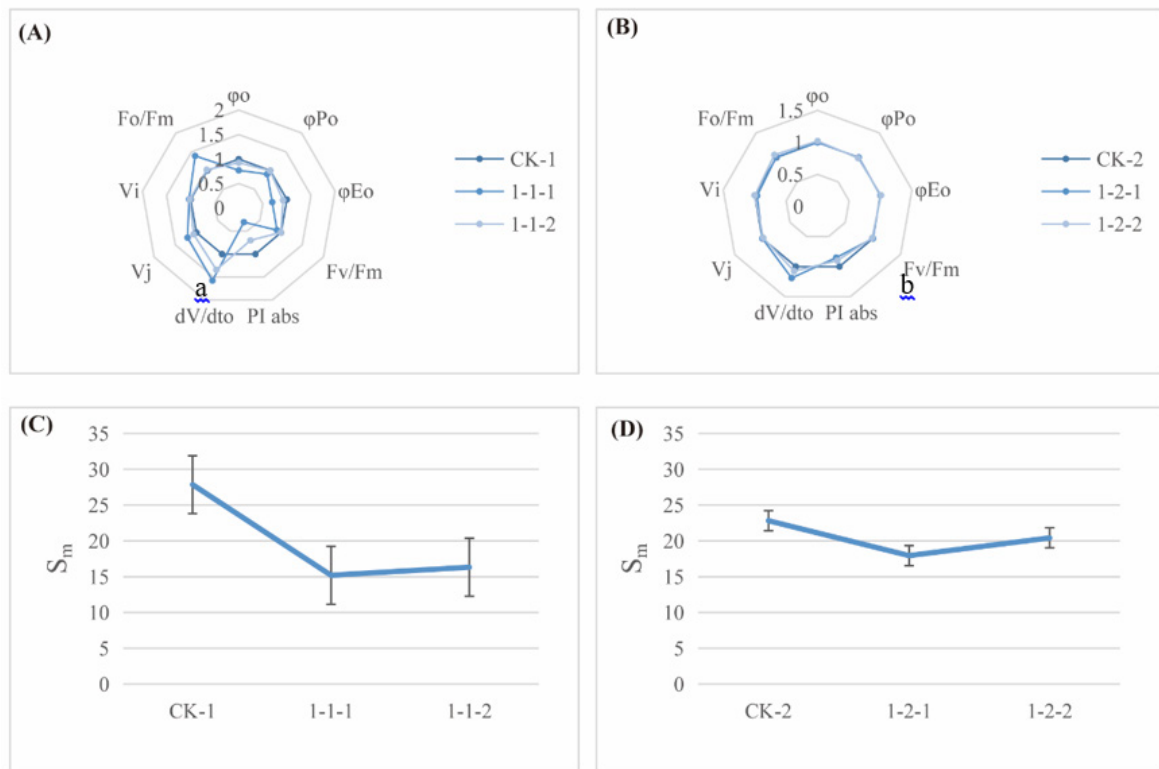 (A)
φo
φPo
φEo
Fv/Fm
PI abs
dV/dto
Vj
Vi
Fo/Fm
2
1.5
1
0.5
0
a
CK-1
1-1-1
1-1-2
(B)
φo
φPo
φEo
Fv/Fm
PI abs
dV/dto
Vj
Vi
Fo/Fm
1.5
1
0.5
0
b
CK-2
1-2-1
1-2-2
(C)
Sm
35
30
25
20
15
10
5
0
CK-1
1-1-1
1-1-2
(D)
Sm
35
30
25
20
15
10
5
0
CK-2
1-2-1
1-2-2